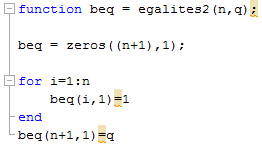 function beq = egalites2(n,q);
beq = zeros((n+1),1);
for i=1:n
beq(i,1)=1
end
beq(n+1,1)=q